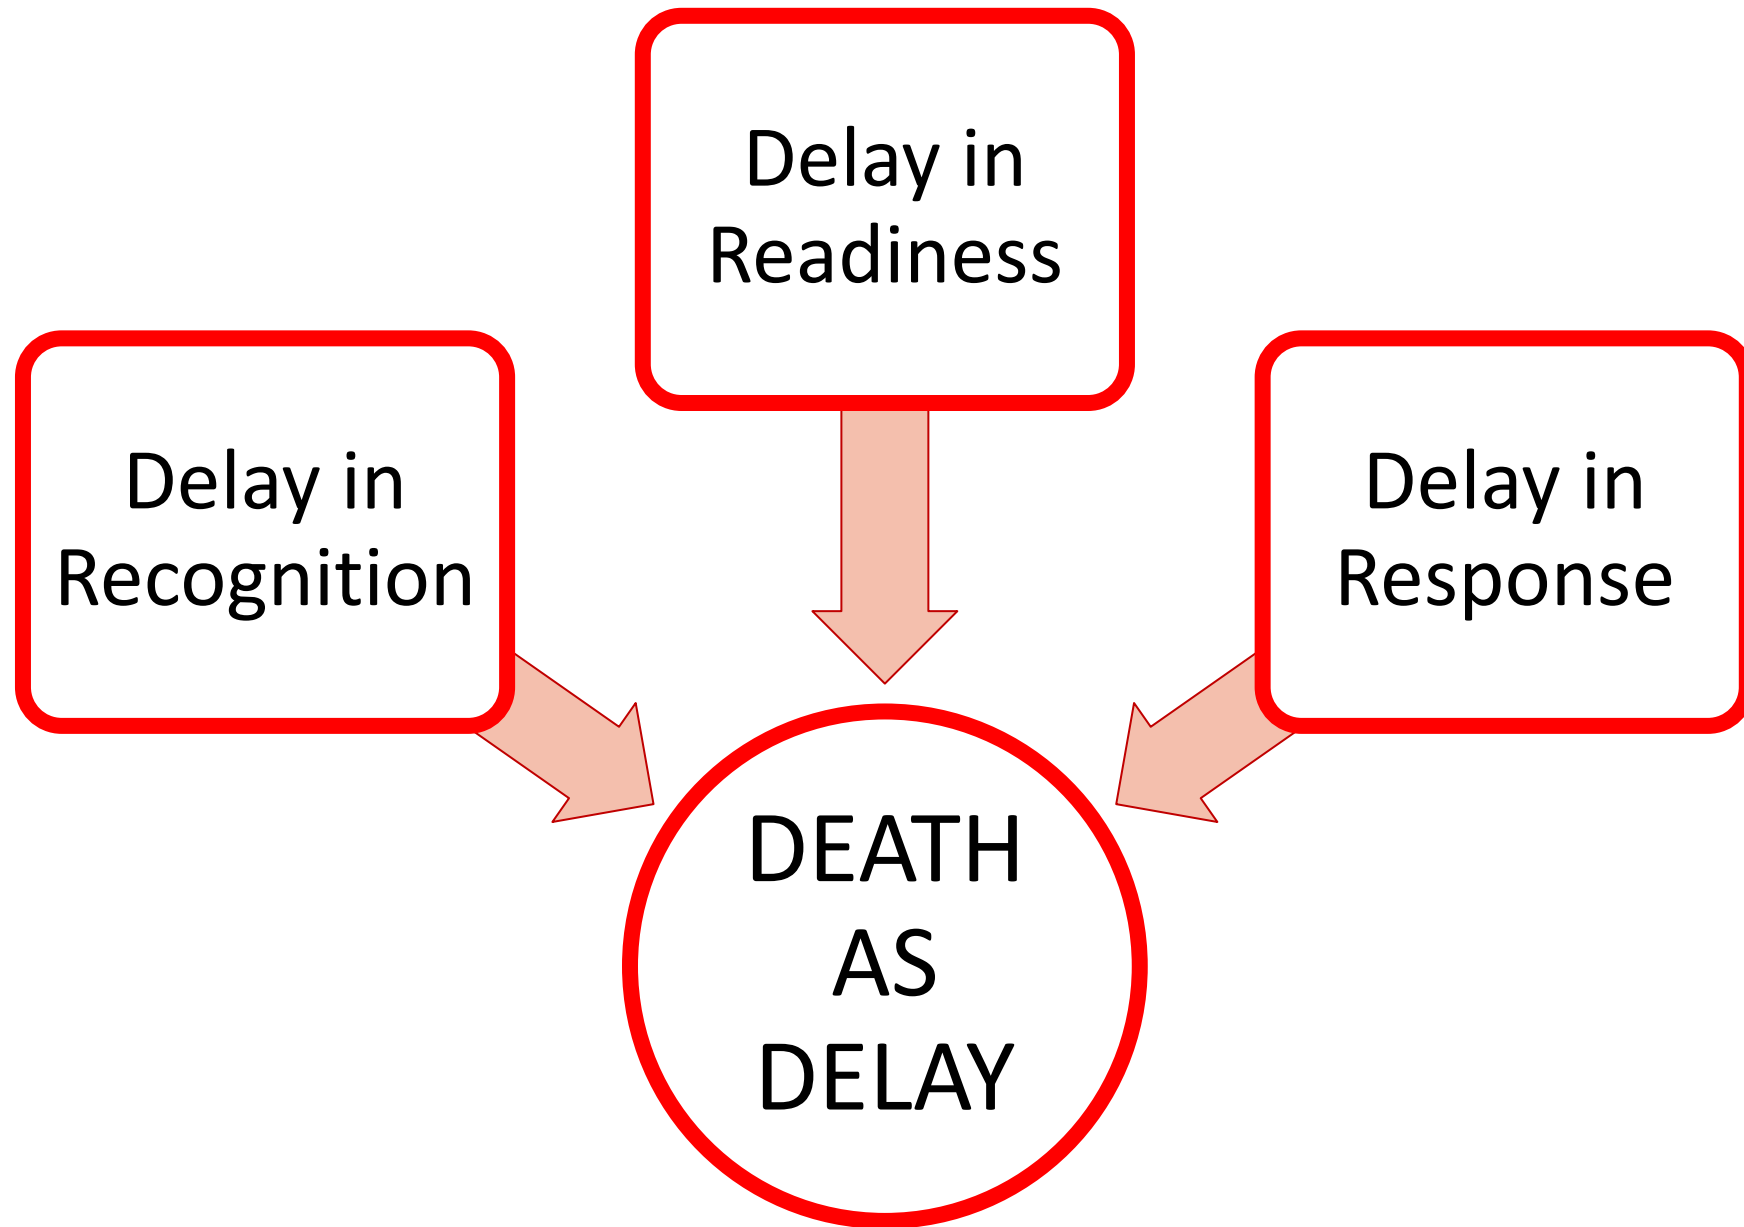 Delay in
Readiness
Delay in
Recognition
Delay in
Response
DEATH
AS
DELAY